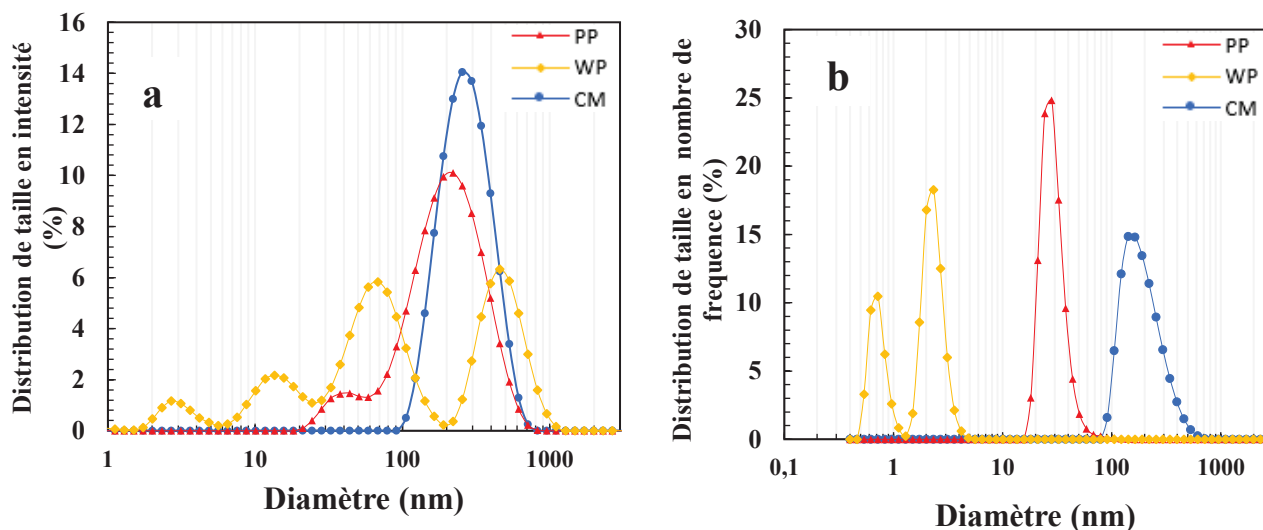 Distribution de taille en intensité
(%)
16
14
12
10
8
6
4
2
0
a
PP
WP
CM
1
10
100
1000
Diamètre (nm)
Distribution de taille en nombre de
frequence (%)
30
25
20
15
10
5
0
b
PP
WP
CM
0,1
1
10
100
1000
Diamètre (nm)